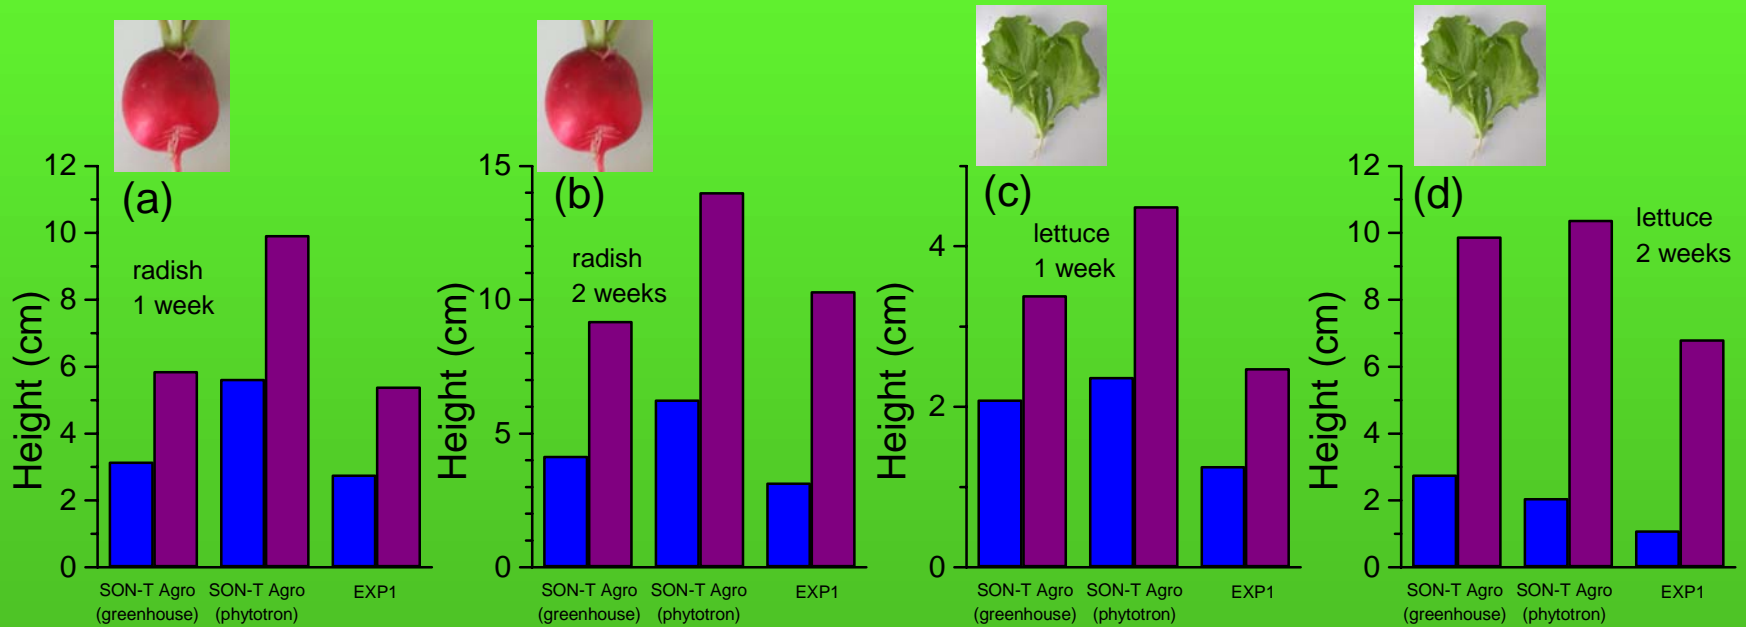 (a)
radish
1 week
Height (cm)
12
10
8
6
4
2
0
SON-T Agro
(greenhouse)
SON-T Agro
(phytotron)
EXP1
(b)
radish
2 weeks
Height (cm)
15
10
5
0
SON-T Agro
(greenhouse)
SON-T Agro
(phytotron)
EXP1
(c)
lettuce
1 week
Height (cm)
4
2
0
SON-T Agro
(greenhouse)
SON-T Agro
(phytotron)
EXP1
(d)
lettuce
2 weeks
Height (cm)
12
10
8
6
4
2
0
SON-T Agro
(greenhouse)
SON-T Agro
(phytotron)
EXP1